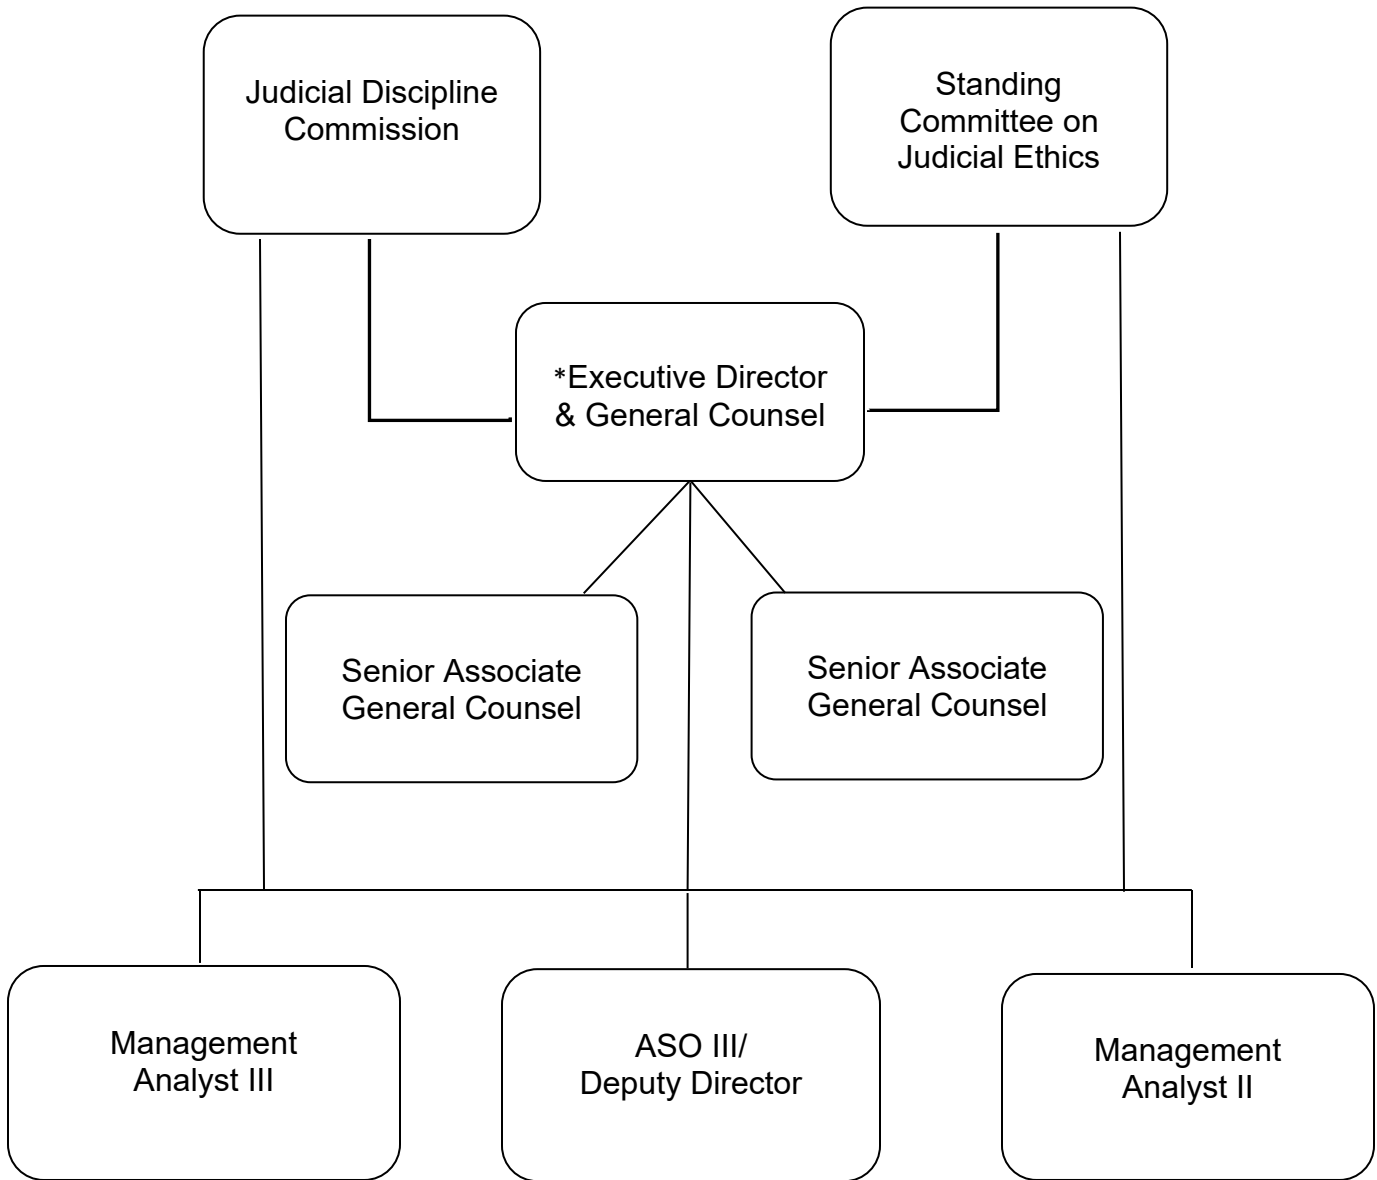 Judicial Discipline
Commission
Standing
Committee on
Judicial Ethics
*Executive Director
& General Counsel
Senior Associate
General Counsel
Senior Associate
General Counsel
Management
Analyst III
ASO III/
Deputy Director
Management
Analyst II